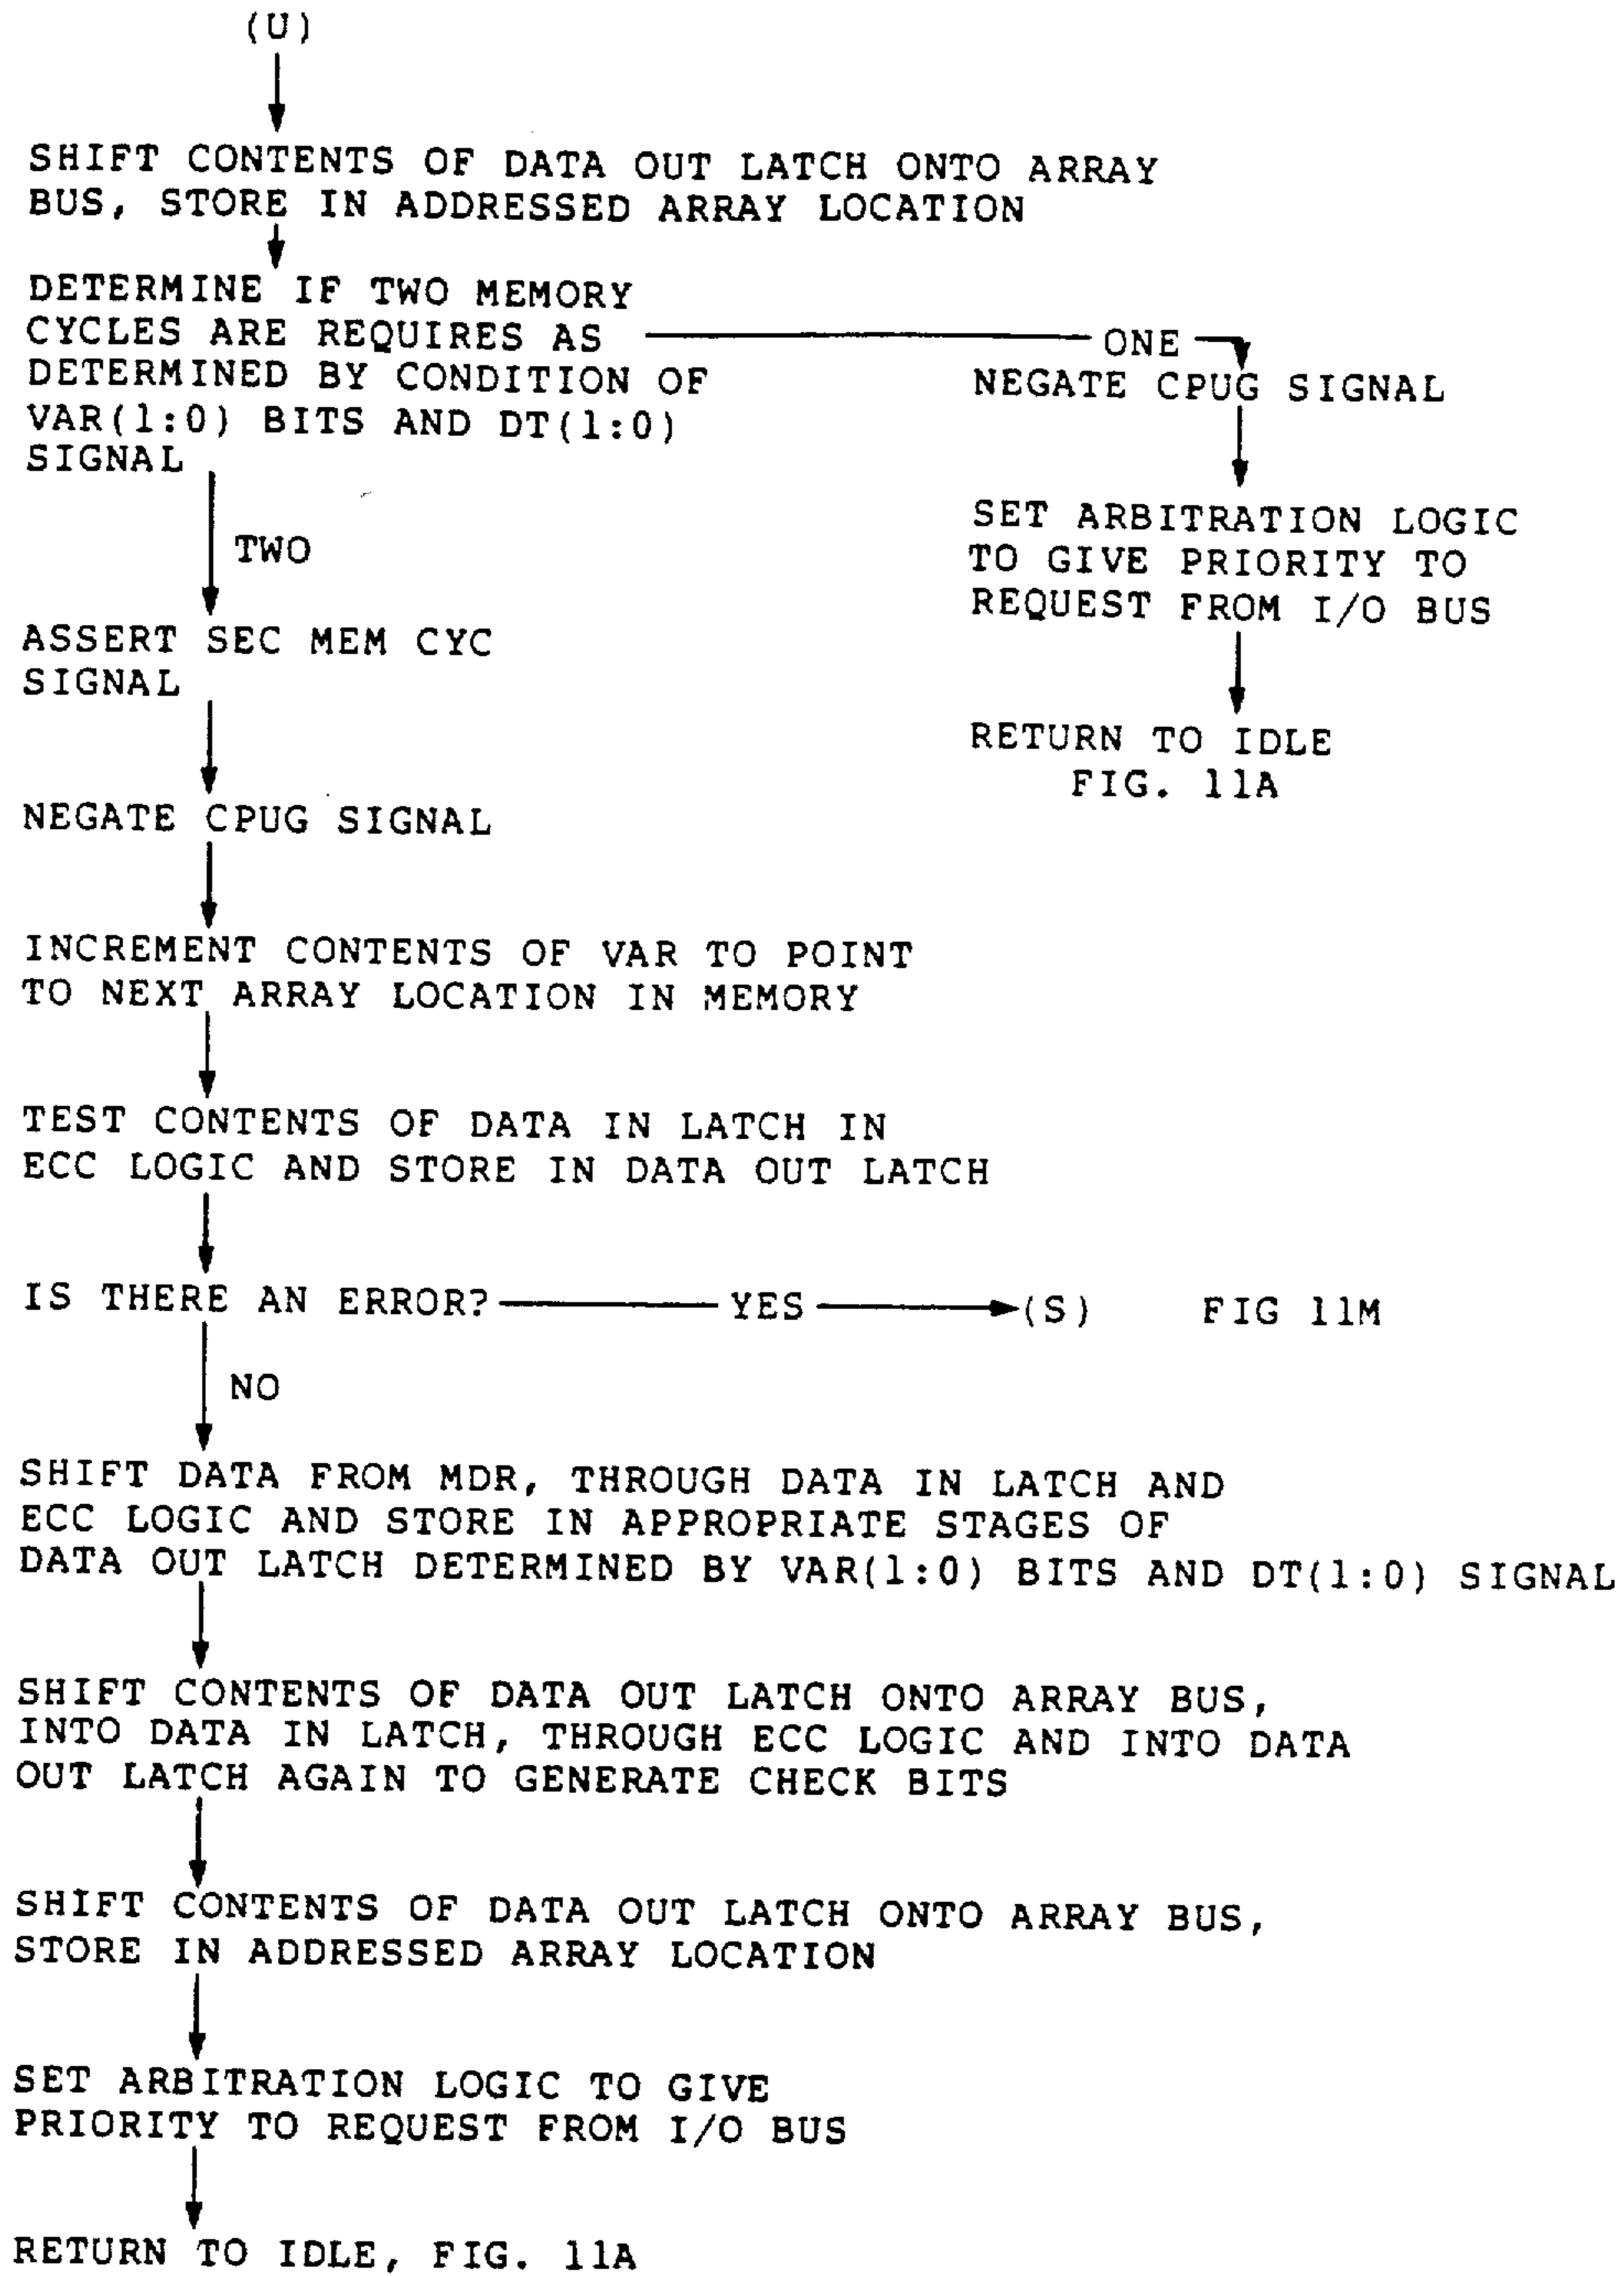 (U)
SHIFT CONTENTS OF DATA OUT LATCH ONTO ARRAY
BUS, STORE IN ADDRESSED ARRAY LOCATION
DETERMINE IF TWO MEMORY
CYCLES ARE REQUIRES AS
DETERMINED BY CONDITION OF
VAR(1:0) BITS AND DT(1:0)
SIGNAL
ONE
NEGATE CPUG SIGNAL
SET ARBITRATION LOGIC
TO GIVE PRIORITY TO
REQUEST FROM I/O BUS
RETURN TO IDLE
FIG. 11A
TWO
ASSERT SEC MEM CYC
SIGNAL
NEGATE CPUG SIGNAL
INCREMENT CONTENTS OF VAR TO POINT
TO NEXT ARRAY LOCATION IN MEMORY
TEST CONTENTS OF DATA IN LATCH IN
ECC LOGIC AND STORE IN DATA OUT LATCH
IS THERE AN ERROR? YES (S) FIG 11M
NO
SHIFT DATA FROM MDR, THROUGH DATA IN LATCH AND
ECC LOGIC AND STORE IN APPROPRIATE STAGES OF
DATA OUT LATCH DETERMINED BY VAR(1:0) BITS AND DT(1:0) SIGNAL
SHIFT CONTENTS OF DATA OUT LATCH ONTO ARRAY BUS,
INTO DATA IN LATCH, THROUGH ECC LOGIC AND INTO DATA
OUT LATCH AGAIN TO GENERATE CHECK BITS
SHIFT CONTENTS OF DATA OUT LATCH ONTO ARRAY BUS,
STORE IN ADDRESSED ARRAY LOCATION
SET ARBITRATION LOGIC TO GIVE
PRIORITY TO REQUEST FROM I/O BUS
RETURN TO IDLE, FIG. 11A